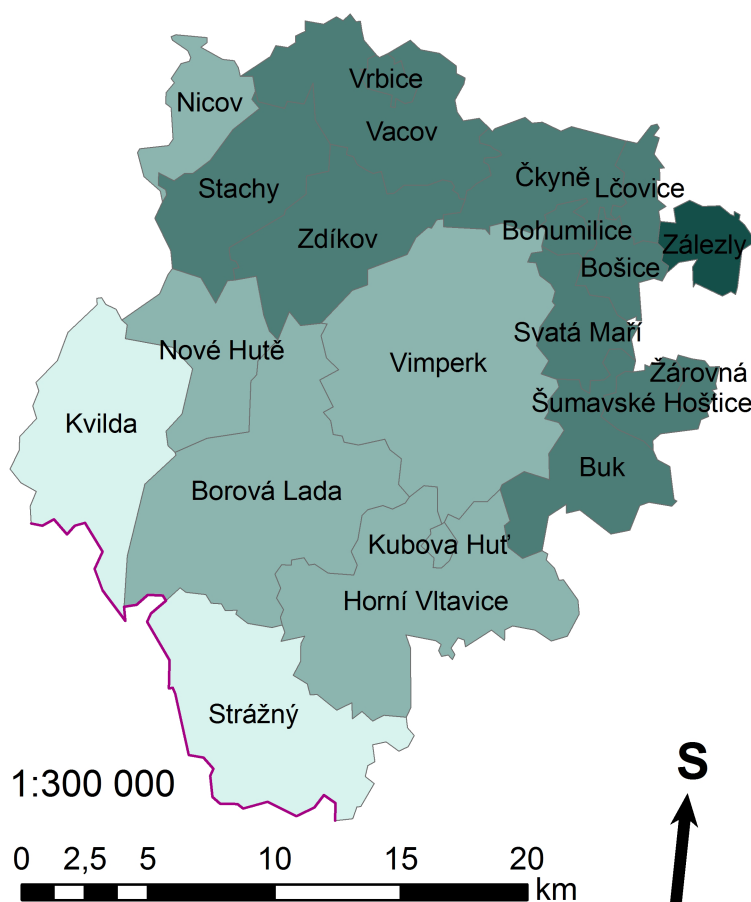 Vrbice
Nicov
Vacov
Čkyně
Stachy
Lčovice
Bohumilice
Zdíkov
Zálezly
Bošice
Svatá Maří
Nové Hutě
Vimperk
Žárovná
Šumavské Hoštice
Kvilda
Buk
Borová Lada
Kubova Huť
Horní Vltavice
Strážný
S
1:300 000
0 2,5 5 10 15 20
km